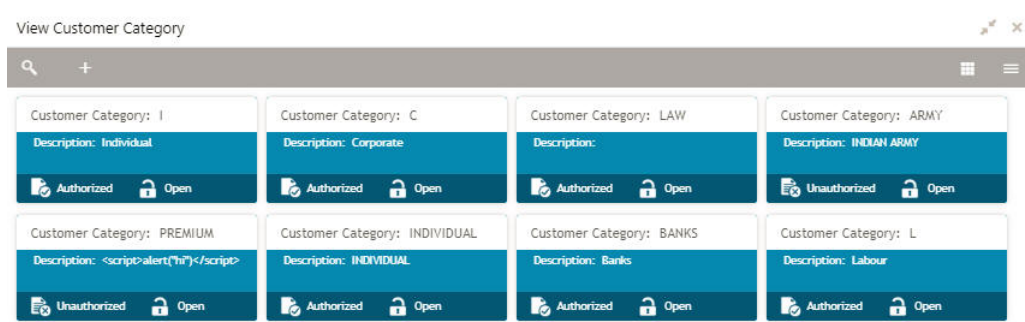 View Customer Category
Customer Category: I
Description: Individual
Authorized Open
Customer Category: C
Description: Corporate
Authorized Open
Customer Category: LAW
Description:
Authorized Open
Customer Category: ARMY
Description: INDIAN ARMY
Unauthorized Open
Customer Category: PREMIUM
Description: <script>alert("hi")</script>
Unauthorized Open
Customer Category: INDIVIDUAL
Description: INDIVIDUAL
Authorized Open
Customer Category: BANKS
Description: Banks
Authorized Open
Customer Category: L
Description: Labour
Authorized Open